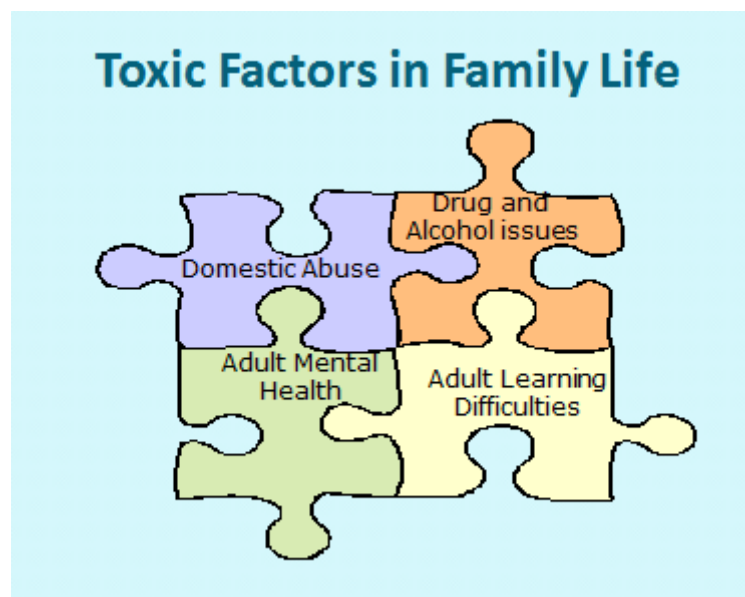 Toxic Factors in Family Life
Drug and
Alcohol issues
Domestic Abuse
Adult Mental
Health
Adult Learning
Difficulties